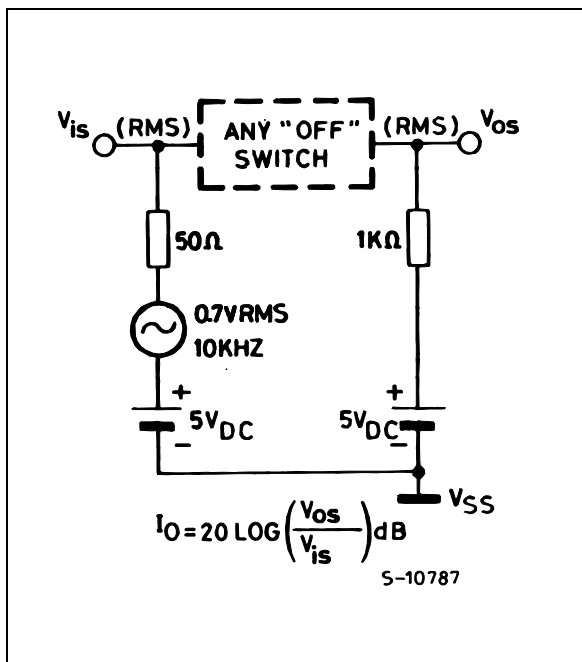 Vis (RMS) ANY "OFF" SWITCH (RMS) Vos
50Ω 1KΩ
0.7VRMS
10KHZ
+ +
5VDC 5VDC
- -
VSS
IO = 20 LOG (Vos / Vis) dB
S-10787